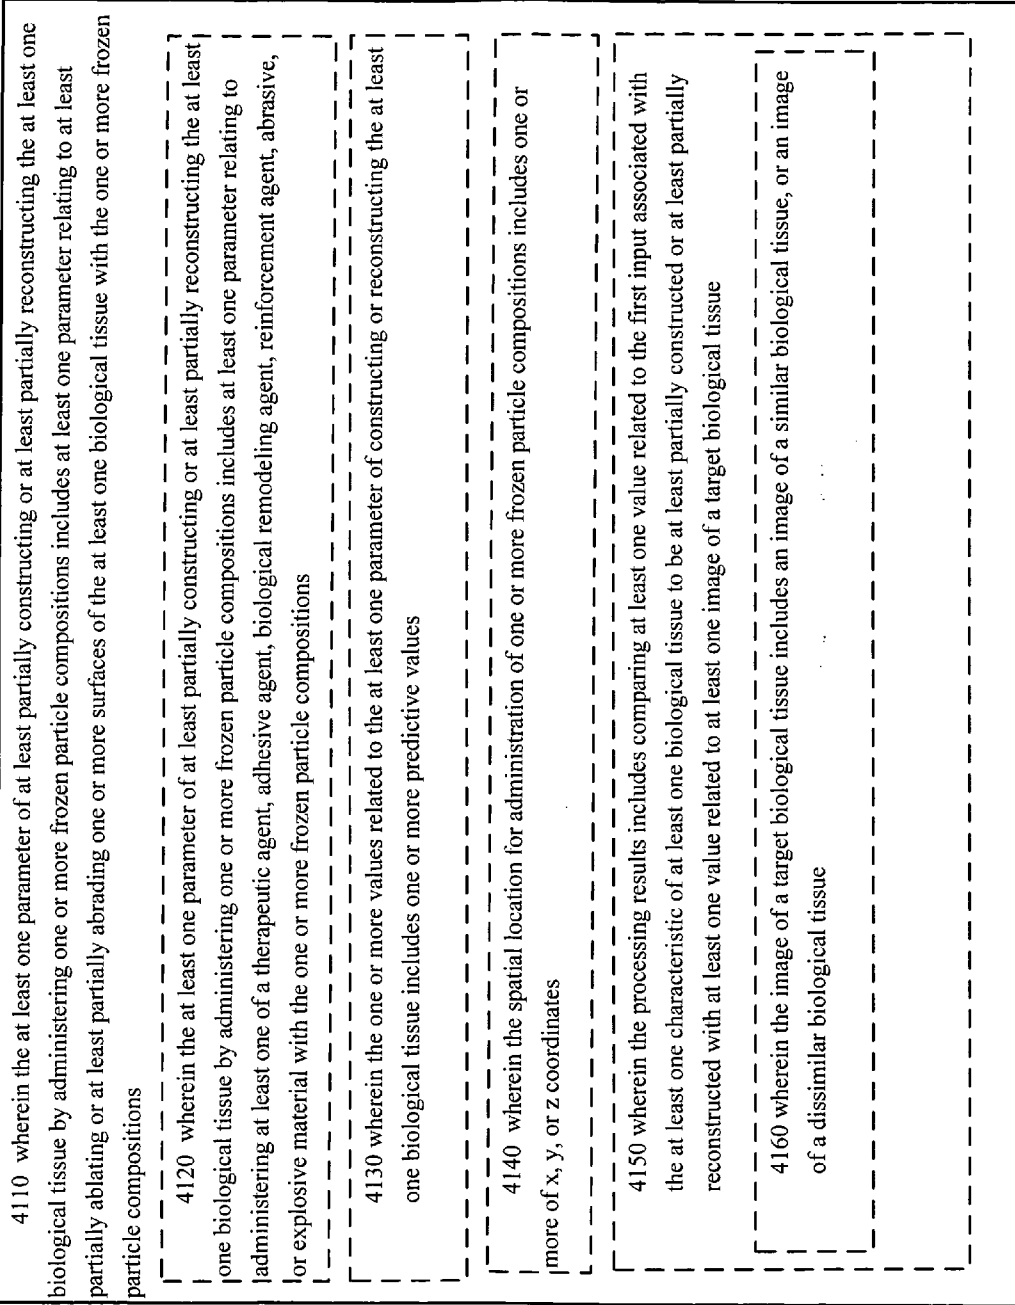 4110 wherein the at least one parameter of at least partially constructing or at least partially reconstructing the at least one
biological tissue by administering one or more frozen particle compositions includes at least one parameter relating to at least
partially ablating or at least partially abrading one or more surfaces of the at least one biological tissue with the one or more frozen
particle compositions
4120 wherein the at least one parameter of at least partially constructing or at least partially reconstructing the at least
one biological tissue by administering one or more frozen particle compositions includes at least one parameter relating to
administering at least one of a therapeutic agent, adhesive agent, biological remodeling agent, reinforcement agent, abrasive,
or explosive material with the one or more frozen particle compositions
4130 wherein the one or more values related to the at least one parameter of constructing or reconstructing the at least
one biological tissue includes one or more predictive values
4140 wherein the spatial location for administration of one or more frozen particle compositions includes one or
more of x, y, or z coordinates
4150 wherein the processing results includes comparing at least one value related to the first input associated with
the at least one characteristic of at least one biological tissue to be at least partially constructed or at least partially
reconstructed with at least one value related to at least one image of a target biological tissue
4160 wherein the image of a target biological tissue includes an image of a similar biological tissue, or an image
of a dissimilar biological tissue